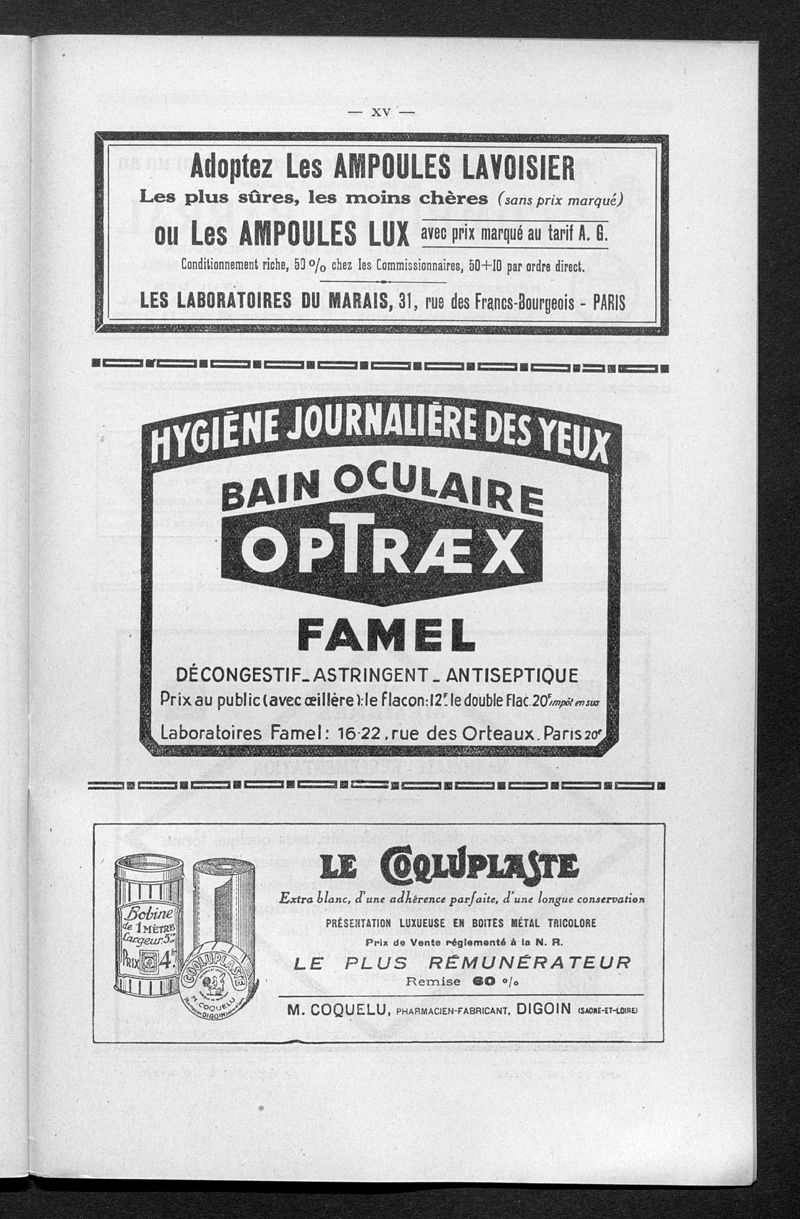 — XV —
Adoptez Les AMPOULES LAVOISIER
Les plus sûres, les moins chères (sans prix marqué)
ou Les AMPOULES LUX avec prix marqué au tarif A. G.
Conditionnement riche, 50 % chez les Commissionnaires, 50+10 par ordre direct.
LES LABORATOIRES DU MARAIS, 31, rue des Francs-Bourgeois - PARIS
HYGIÈNE JOURNALIÈRE DES YEUX
BAIN OCULAIRE
OPTRÆX
FAMEL
DÉCONGESTIF_ASTRINGENT_ANTISEPTIQUE
Prix au public (avec œillère): le flacon: 12F. le double flac. 20F impôt en sus
Laboratoires Famel: 16-22, rue des Orteaux. Paris 20e
LE COQLUPLASTE
Extra blanc, d'une adhérence parfaite, d'une longue conservation
PRÉSENTATION LUXUEUSE EN BOITES MÉTAL TRICOLORE
Prix de Vente réglementé à la N. R.
LE PLUS RÉMUNÉRATEUR
Remise 60 %
M. COQUELU, PHARMACIEN-FABRICANT, DIGOIN (SAONE-ET-LOIRE)
Bobine
de 1 MÈTRE
Largeur 5
PRIX 4
COQLUPLASTE
M. COQUELU
DIGOIN